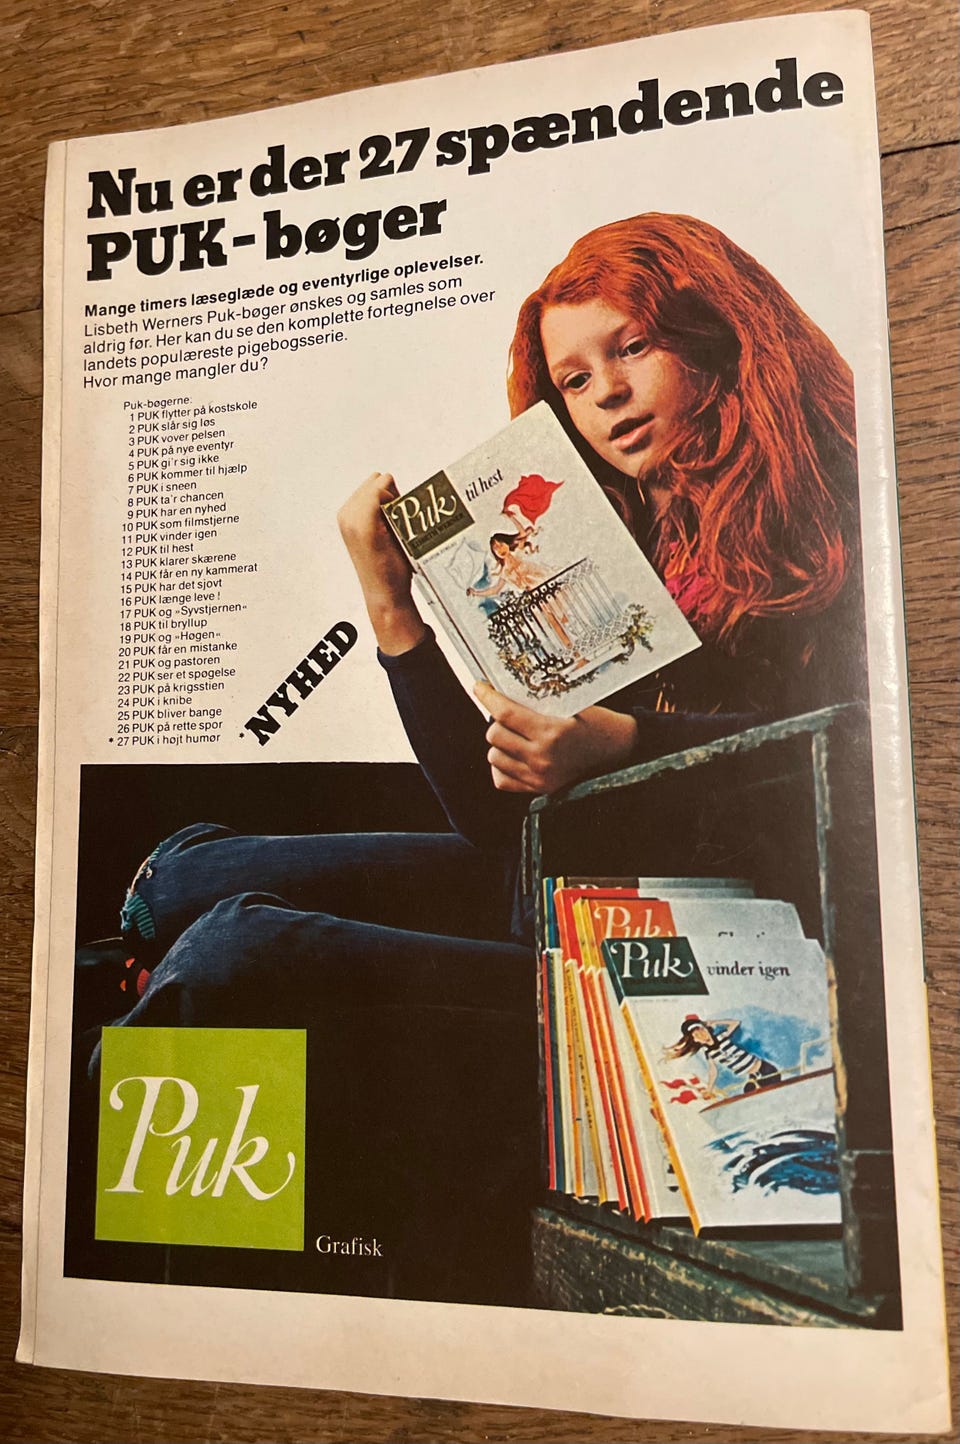 Nu er der 27 spændende
PUK-bøger
Mange timers læseglæde og eventyrlige oplevelser.
Lisbeth Werners Puk-bøger ønskes og samles som
aldrig før. Her kan du se den komplette fortegnelse over
landets populæreste pigebogsserie.
Hvor mange mangler du?
Puk-bøgerne:
1 PUK flytter på kostskole
2 PUK slår sig løs
3 PUK vover pelsen
4 PUK på nye eventyr
5 PUK gi'r sig ikke
6 PUK kommer til hjælp
7 PUK i sneen
8 PUK ta'r chancen
9 PUK har en nyhed
10 PUK som filmstjerne
11 PUK vinder igen
12 PUK til hest
13 PUK klarer skærene
14 PUK får en ny kammerat
15 PUK har det sjovt
16 PUK længe leve!
17 PUK og »Syvstjernen«
18 PUK til bryllup
19 PUK og »Høgen«
20 PUK får en mistanke
21 PUK og pastoren
22 PUK ser et spøgelse
23 PUK på krigsstien
24 PUK i knibe
25 PUK bliver bange
26 PUK på rette spor
* 27 PUK i højt humør
*NYHED
Puk til hest
LISBETH WERNER
Puk
Puk
Puk vinder igen
Puk
Grafisk